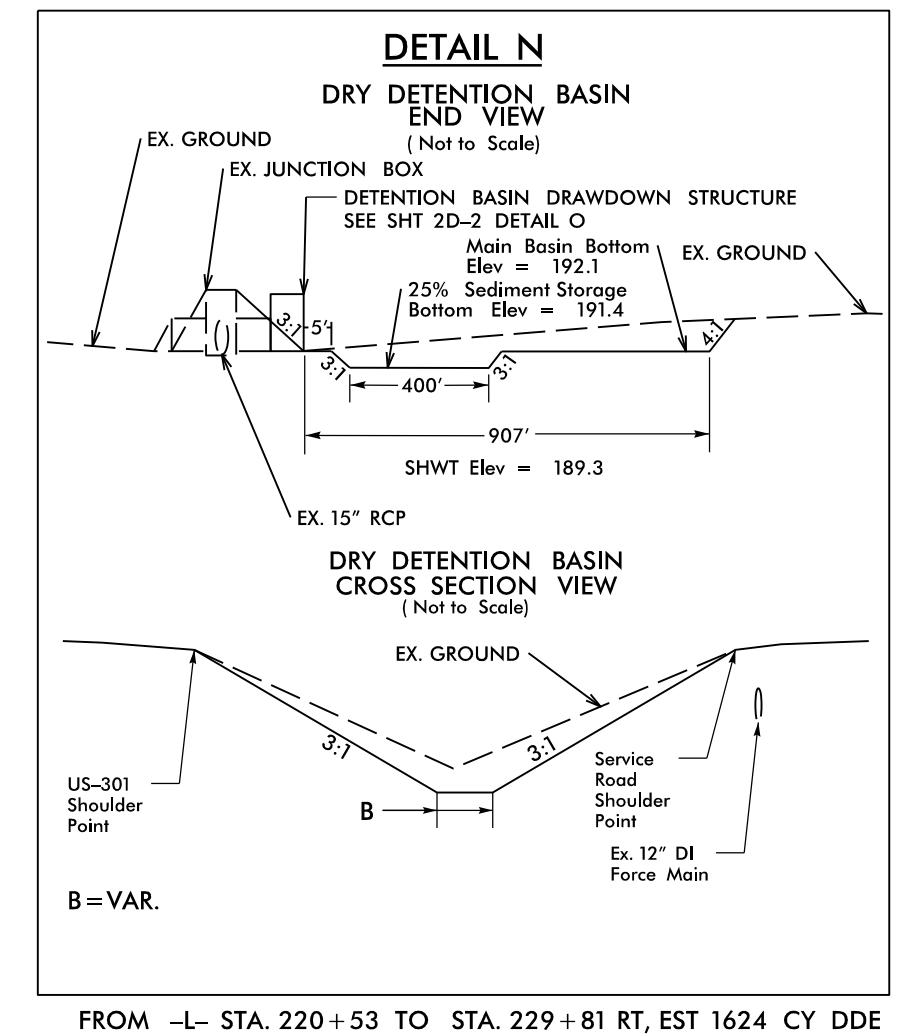 DETAIL N
DRY DETENTION BASIN
END VIEW
( Not to Scale)
EX. GROUND
EX. JUNCTION BOX
DETENTION BASIN DRAWDOWN STRUCTURE
SEE SHT 2D–2 DETAIL O
Main Basin Bottom
Elev = 192.1
EX. GROUND
25% Sediment Storage
Bottom Elev = 191.4
3:1
5'
4:1
3:1
3:1
400'
907'
SHWT Elev = 189.3
EX. 15" RCP
DRY DETENTION BASIN
CROSS SECTION VIEW
( Not to Scale)
EX. GROUND
3:1
3:1
US–301
Shoulder
Point
B
Service
Road
Shoulder
Point
Ex. 12" DI
Force Main
B = VAR.
FROM –L– STA. 220+53 TO STA. 229+81 RT, EST 1624 CY DDE